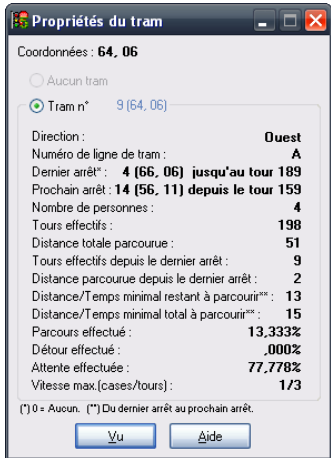 Propriétés du tram
Coordonnées : 64, 06
Aucun tram
Tram n° 9 (64, 06)
Direction : Ouest
Numéro de ligne de tram : A
Dernier arrêt* : 4 (66, 06) jusqu'au tour 189
Prochain arrêt : 14 (56, 11) depuis le tour 159
Nombre de personnes : 4
Tours effectifs : 198
Distance totale parcourue : 51
Tours effectifs depuis le dernier arrêt : 9
Distance parcourue depuis le dernier arrêt : 2
Distance/Temps minimal restant à parcourir** : 13
Distance/Temps minimal total à parcourir** : 15
Parcours effectué : 13,333%
Détour effectué : ,000%
Attente effectuée : 77,778%
Vitesse max.(cases/tours) : 1/3
(*) 0 = Aucun. (**) Du dernier arrêt au prochain arrêt.
Vu Aide